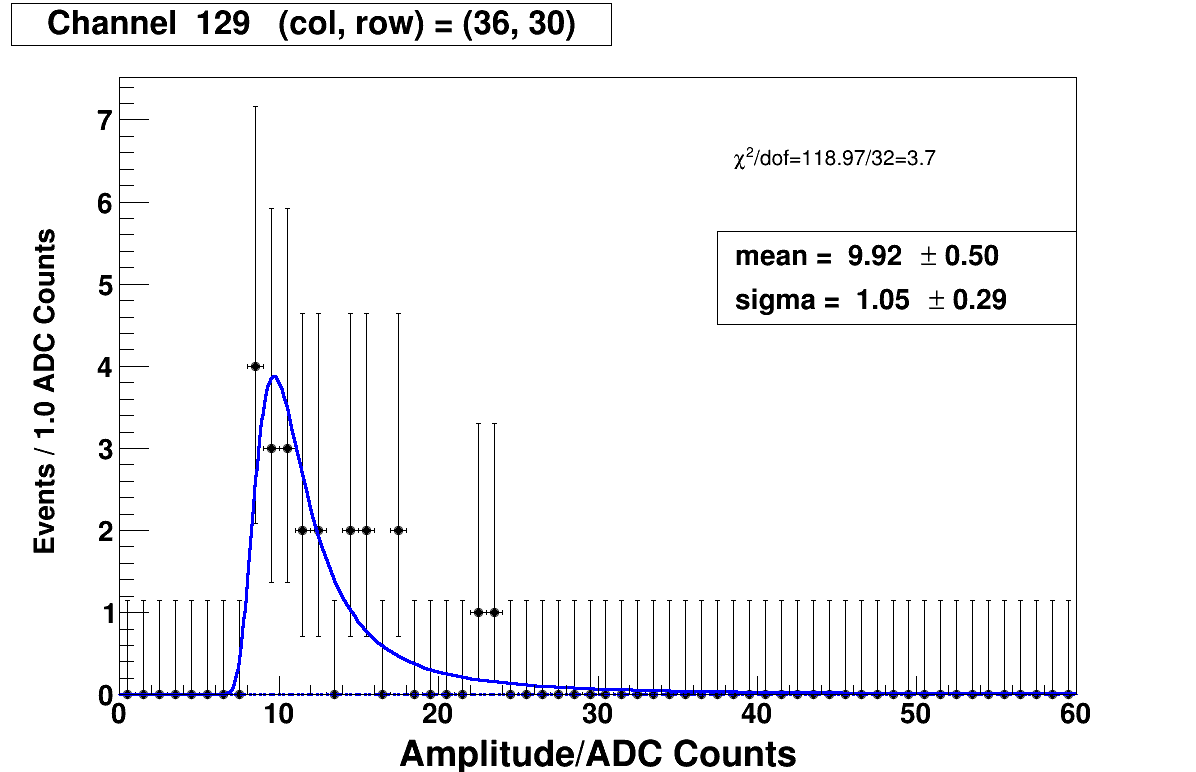 Channel 129 (col, row) = (36, 30)
7
χ²/dof=118.97/32=3.7
6
mean = 9.92 ± 0.50
5
sigma = 1.05 ± 0.29
4
3
2
1
0
Events / 1.0 ADC Counts
0 10 20 30 40 50 60
Amplitude/ADC Counts